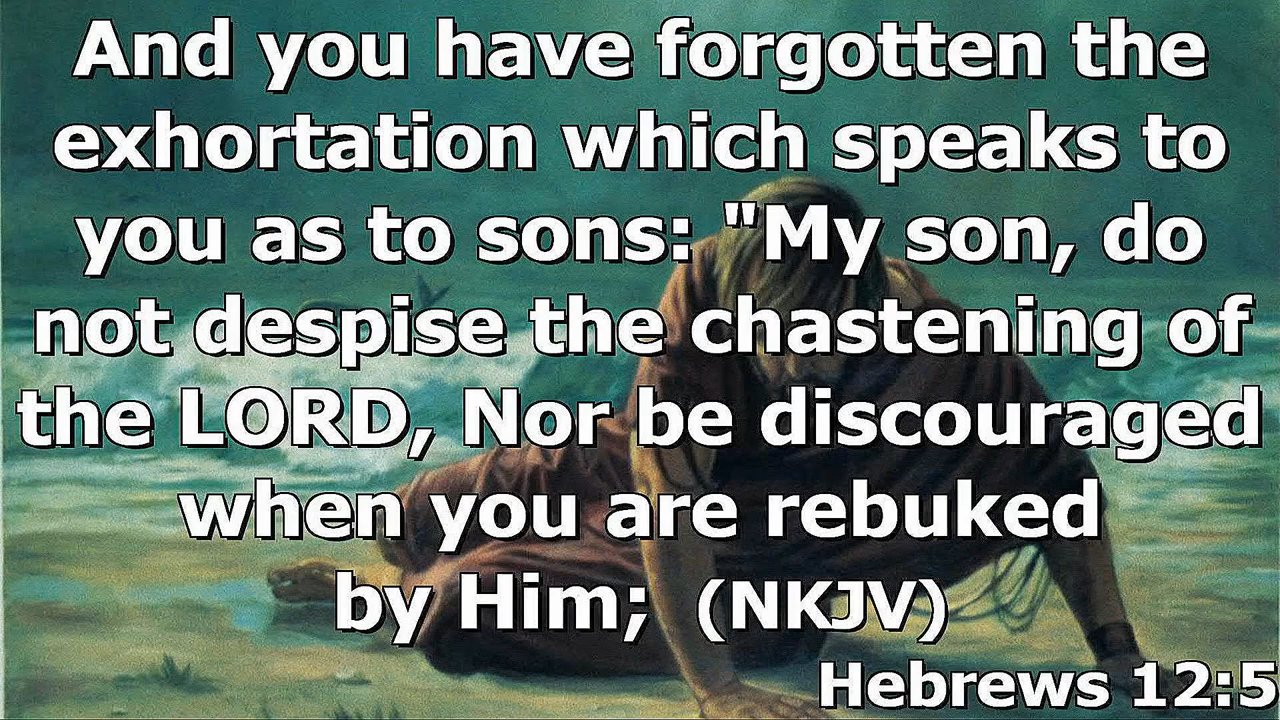 And you have forgotten the
exhortation which speaks to
you as to sons: "My son, do
not despise the chastening of
the LORD, Nor be discouraged
when you are rebuked
by Him; (NKJV)
Hebrews 12:5